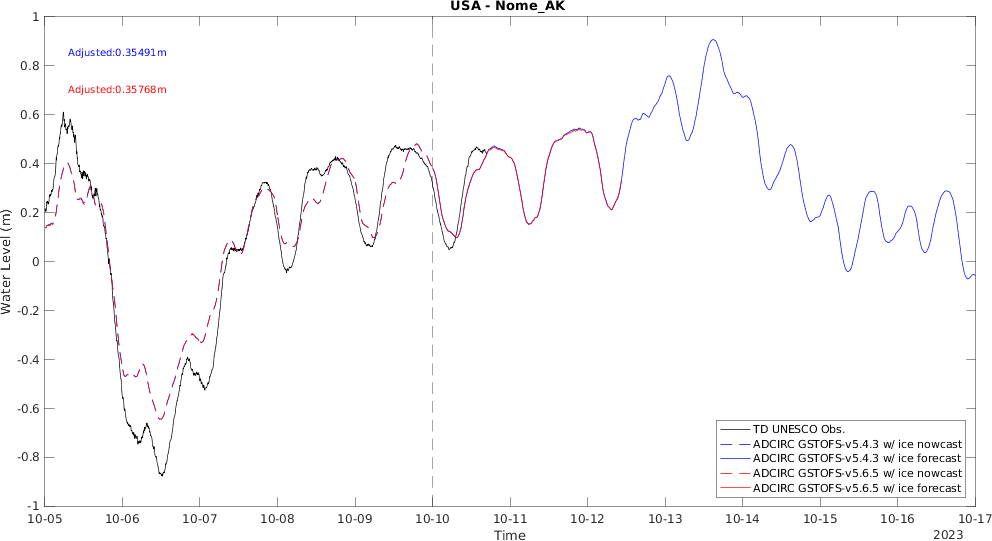 USA - Nome_AK
1
0.8
0.6
0.4
0.2
0
-0.2
-0.4
-0.6
-0.8
-1
Water Level (m)
Adjusted:0.35491m
Adjusted:0.35768m
TD UNESCO Obs.
ADCIRC GSTOFS-v5.4.3 w/ ice nowcast
ADCIRC GSTOFS-v5.4.3 w/ ice forecast
ADCIRC GSTOFS-v5.6.5 w/ ice nowcast
ADCIRC GSTOFS-v5.6.5 w/ ice forecast
10-05 10-06 10-07 10-08 10-09 10-10 10-11 10-12 10-13 10-14 10-15 10-16 10-17
Time
2023